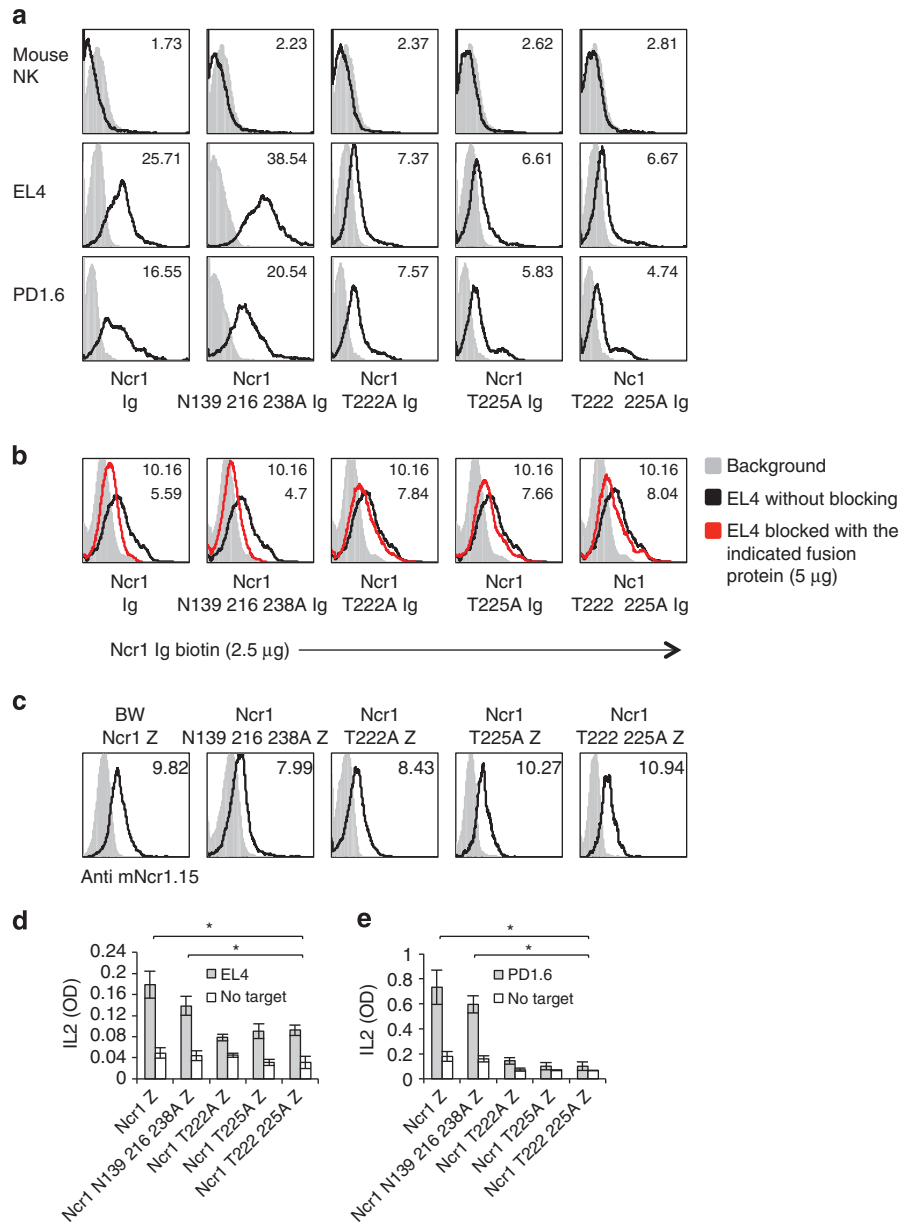 a
Mouse
NK
1.73
2.23
2.37
2.62
2.81
EL4
25.71
38.54
7.37
6.61
6.67
PD1.6
16.55
20.54
7.57
5.83
4.74
Ncr1
Ig
Ncr1
N139 216 238A Ig
Ncr1
T222A Ig
Ncr1
T225A Ig
Nc1
T222 225A Ig
b
10.16
5.59
10.16
4.7
10.16
7.84
10.16
7.66
10.16
8.04
Background
EL4 without blocking
EL4 blocked with the
indicated fusion
protein (5 μg)
Ncr1
Ig
Ncr1
N139 216 238A Ig
Ncr1
T222A Ig
Ncr1
T225A Ig
Nc1
T222 225A Ig
Ncr1 Ig biotin (2.5 μg)
c
BW
Ncr1 Z
Ncr1
N139 216 238A Z
Ncr1
T222A Z
Ncr1
T225A Z
Ncr1
T222 225A Z
9.82
7.99
8.43
10.27
10.94
Anti mNcr1.15
d
*
*
0.24
0.2
0.16
0.12
0.08
0.04
0
IL2 (OD)
EL4
No target
Ncr1 Z
Ncr1 N139 216 238A Z
Ncr1 T222A Z
Ncr1 T225A Z
Ncr1 T222 225A Z
e
*
*
1
0.8
0.6
0.4
0.2
0
IL2 (OD)
PD1.6
No target
Ncr1 Z
Ncr1 N139 216 238A Z
Ncr1 T222A Z
Ncr1 T225A Z
Ncr1 T222 225A Z